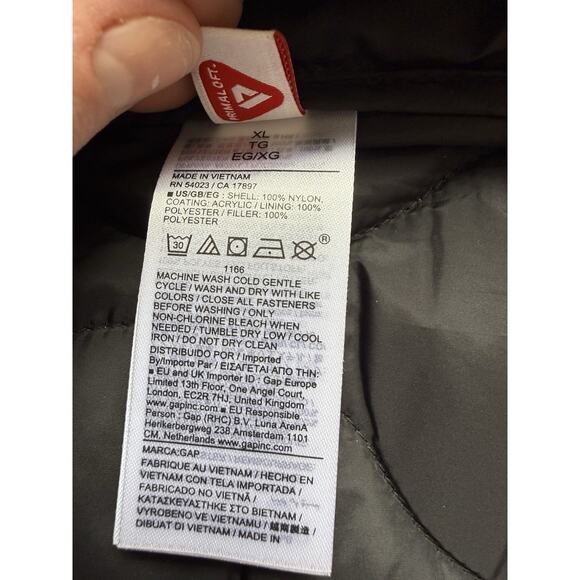 PRIMALOFT
XL
TG
EG/XG
MADE IN VIETNAM
RN 54023 / CA 17897
■ US/GB/EG : SHELL: 100% NYLON,
COATING: ACRYLIC / LINING: 100%
POLYESTER / FILLER: 100%
POLYESTER
30 ®
1166
MACHINE WASH COLD GENTLE
CYCLE / WASH AND DRY WITH LIKE
COLORS / CLOSE ALL FASTENERS
BEFORE WASHING / ONLY
NON-CHLORINE BLEACH WHEN
NEEDED / TUMBLE DRY LOW / COOL
IRON / DO NOT DRY CLEAN
DISTRIBUIDO POR / Imported
By/Importe Par / ΕΙΣΑΓΕΤΑΙ ΑΠΟ ΤΗΝ:
■ EU and UK Importer ID : Gap Europe
Limited 13th Floor, One Angel Court,
London, EC2R 7HJ, United Kingdom
www.gapinc.com ■ EU Responsible
Person : Gap (RHC) B.V. Luna ArenA
Herikerbergweg 238 Amsterdam 1101
CM, Netherlands www.gapinc.com
MARCA:GAP
FABRIQUE AU VIETNAM / HECHO EN
VIETNAM CON TELA IMPORTADA /
FABRICADO NO VIETNÃ /
ΚΑΤΑΣΚΕΥΑΣΤΗΚΕ ΣΤΟ ΒΙΕΤΝΑΜ /
VYROBENO VE VIETNAMU / 越南製造 /
DIBUAT DI VIETNAM / MADE IN